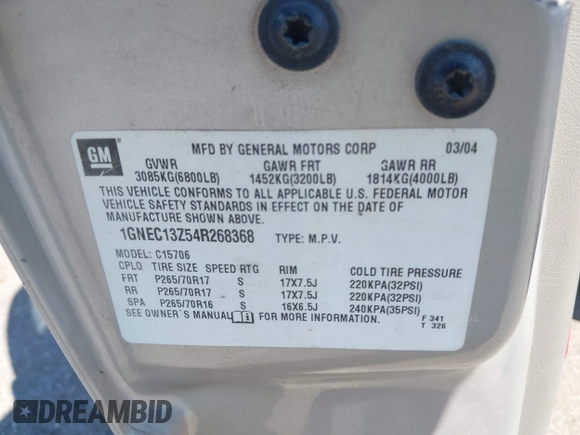 GM
MFD BY GENERAL MOTORS CORP 03/04
GVWR GAWR FRT GAWR RR
3085KG(6800LB) 1452KG(3200LB) 1814KG(4000LB)
THIS VEHICLE CONFORMS TO ALL APPLICABLE U.S. FEDERAL MOTOR
VEHICLE SAFETY STANDARDS IN EFFECT ON THE DATE OF
MANUFACTURE SHOWN ABOVE.
1GNEC13Z54R268368 TYPE: M.P.V.
MODEL: C15706
CPLQ TIRE SIZE SPEED RTG RIM COLD TIRE PRESSURE
FRT P265/70R17 S 17X7.5J 220KPA(32PSI)
RR P265/70R17 S 17X7.5J 220KPA(32PSI)
SPA P265/70R16 S 16X6.5J 240KPA(35PSI)
SEE OWNER'S MANUAL FOR MORE INFORMATION. F 341
T 326
DREAMBID